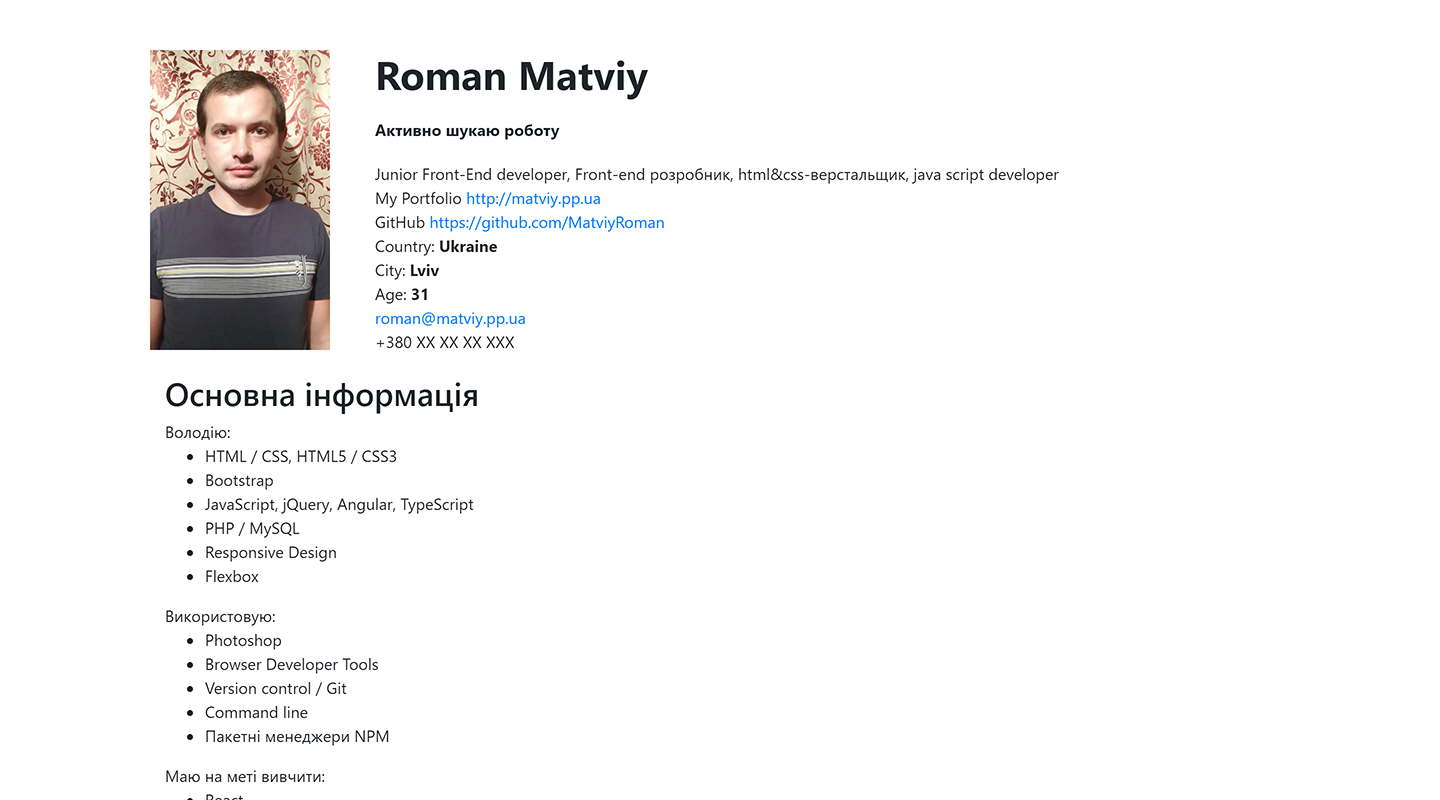 Roman Matviy
Активно шукаю роботу
Junior Front-End developer, Front-end розробник, html&css-верстальщик, java script developer
My Portfolio http://matviy.pp.ua
GitHub https://github.com/MatviyRoman
Country: Ukraine
City: Lviv
Age: 31
roman@matviy.pp.ua
+380 XX XX XX XXX
Основна інформація
Володію:
HTML / CSS, HTML5 / CSS3
Bootstrap
JavaScript, jQuery, Angular, TypeScript
PHP / MySQL
Responsive Design
Flexbox
Використовую:
Photoshop
Browser Developer Tools
Version control / Git
Command line
Пакетні менеджери NPM
Маю на меті вивчити:
React